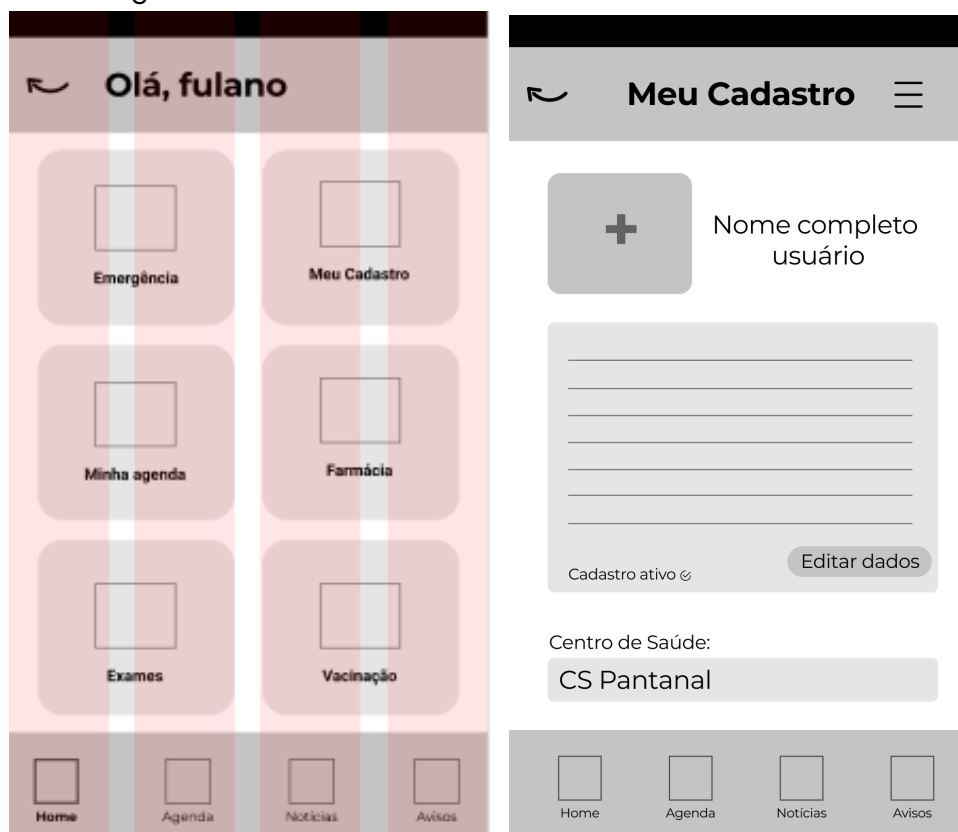 Olá, fulano
Emergência
Meu Cadastro
Minha agenda
Farmácia
Exames
Vacinação
Home
Agenda
Notícias
Avisos
Meu Cadastro
+
Nome completo
usuário
Cadastro ativo
Editar dados
Centro de Saúde:
CS Pantanal
Home
Agenda
Notícias
Avisos